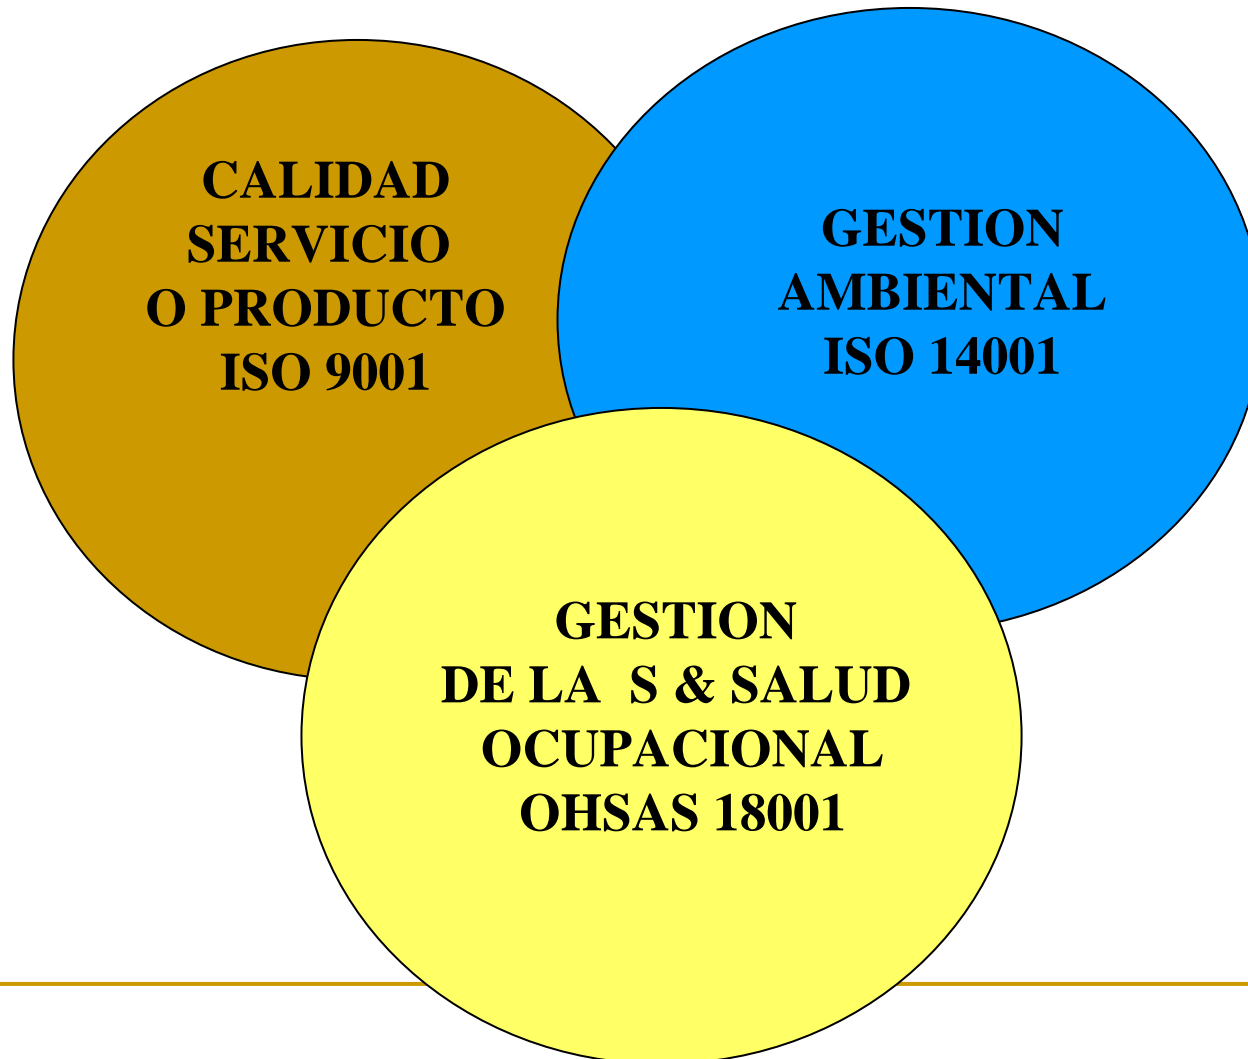 CALIDAD
SERVICIO
O PRODUCTO
ISO 9001
GESTION
AMBIENTAL
ISO 14001
GESTION
DE LA  S & SALUD
OCUPACIONAL
OHSAS 18001